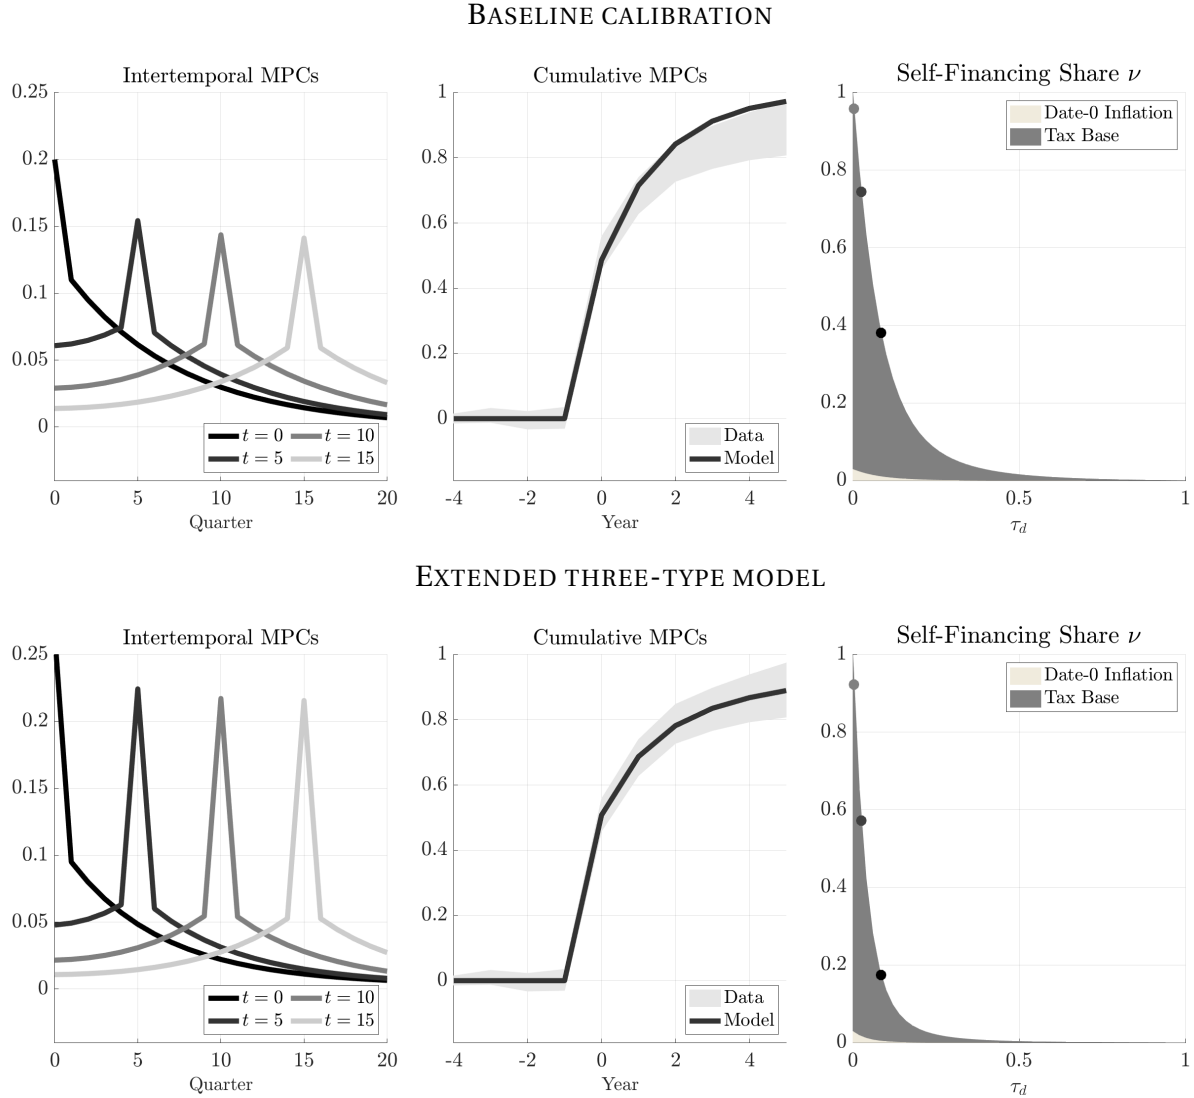 BASELINE CALIBRATION
Intertemporal MPCs
0.25
0.2
0.15
0.1
0.05
0
t = 0 t = 10
t = 5 t = 15
0 5 10 15 20
Quarter
Cumulative MPCs
1
0.8
0.6
0.4
0.2
0
Data
Model
-4 -2 0 2 4
Year
Self-Financing Share ν
1
0.8
0.6
0.4
0.2
0
Date-0 Inflation
Tax Base
0 0.5 1
τd
EXTENDED THREE-TYPE MODEL
Intertemporal MPCs
0.25
0.2
0.15
0.1
0.05
0
t = 0 t = 10
t = 5 t = 15
0 5 10 15 20
Quarter
Cumulative MPCs
1
0.8
0.6
0.4
0.2
0
Data
Model
-4 -2 0 2 4
Year
Self-Financing Share ν
1
0.8
0.6
0.4
0.2
0
Date-0 Inflation
Tax Base
0 0.5 1
τd